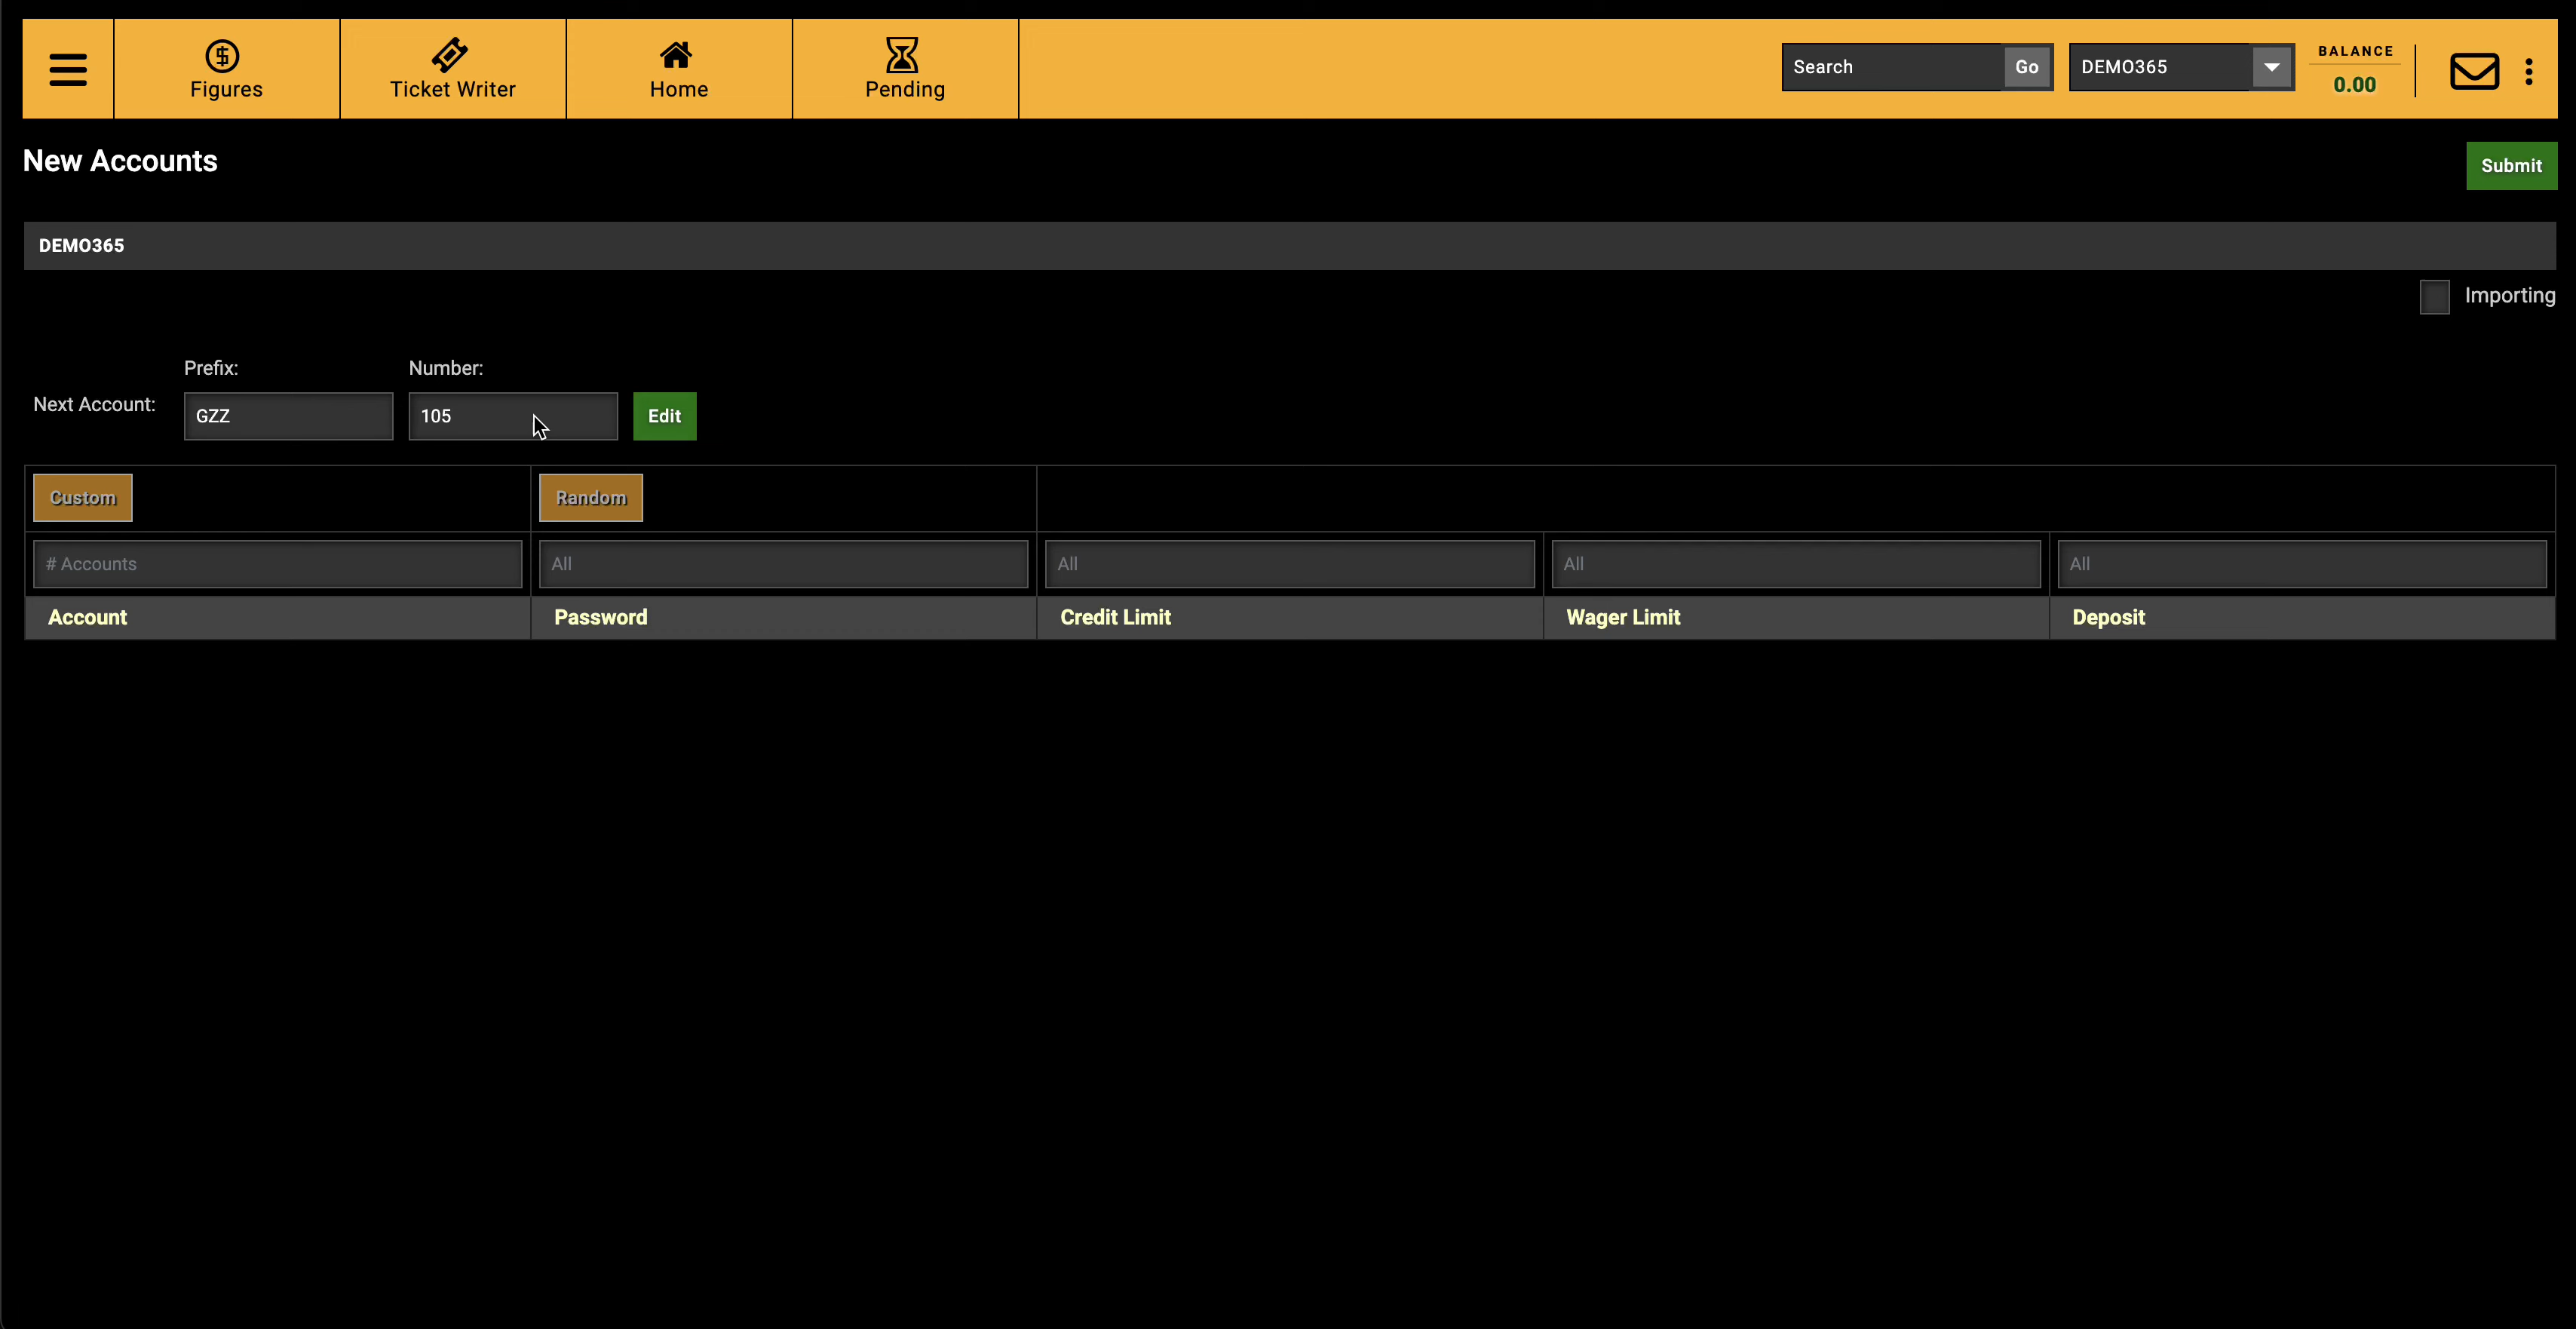 Figures
Ticket Writer
Home
Pending
Search
Go
DEMO365
BALANCE
0.00
New Accounts
Submit
DEMO365
Importing
Prefix:
Number:
Next Account:
GZZ
105
Edit
Custom
Random
# Accounts
All
All
All
All
Account
Password
Credit Limit
Wager Limit
Deposit